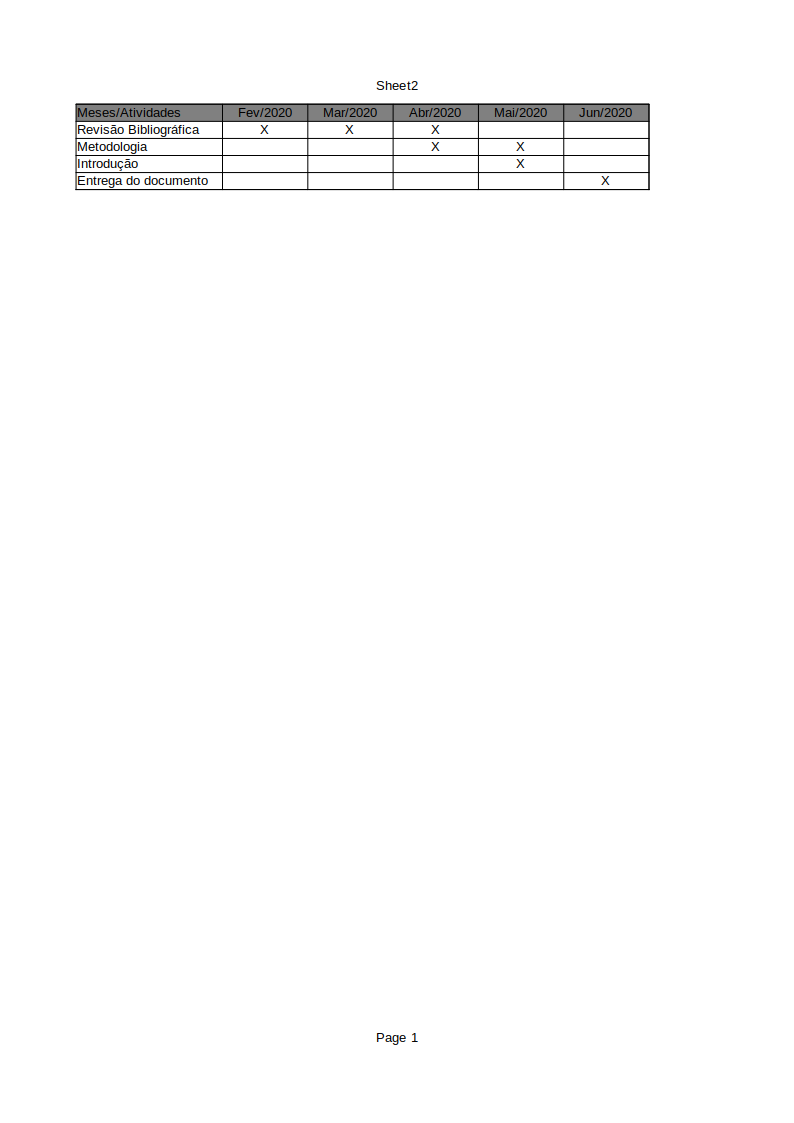 Sheet2
Meses/Atividades Fev/2020 Mar/2020 Abr/2020 Mai/2020 Jun/2020
Revisão Bibliográfica X X X
Metodologia X X
Introdução X
Entrega do documento X
Page 1